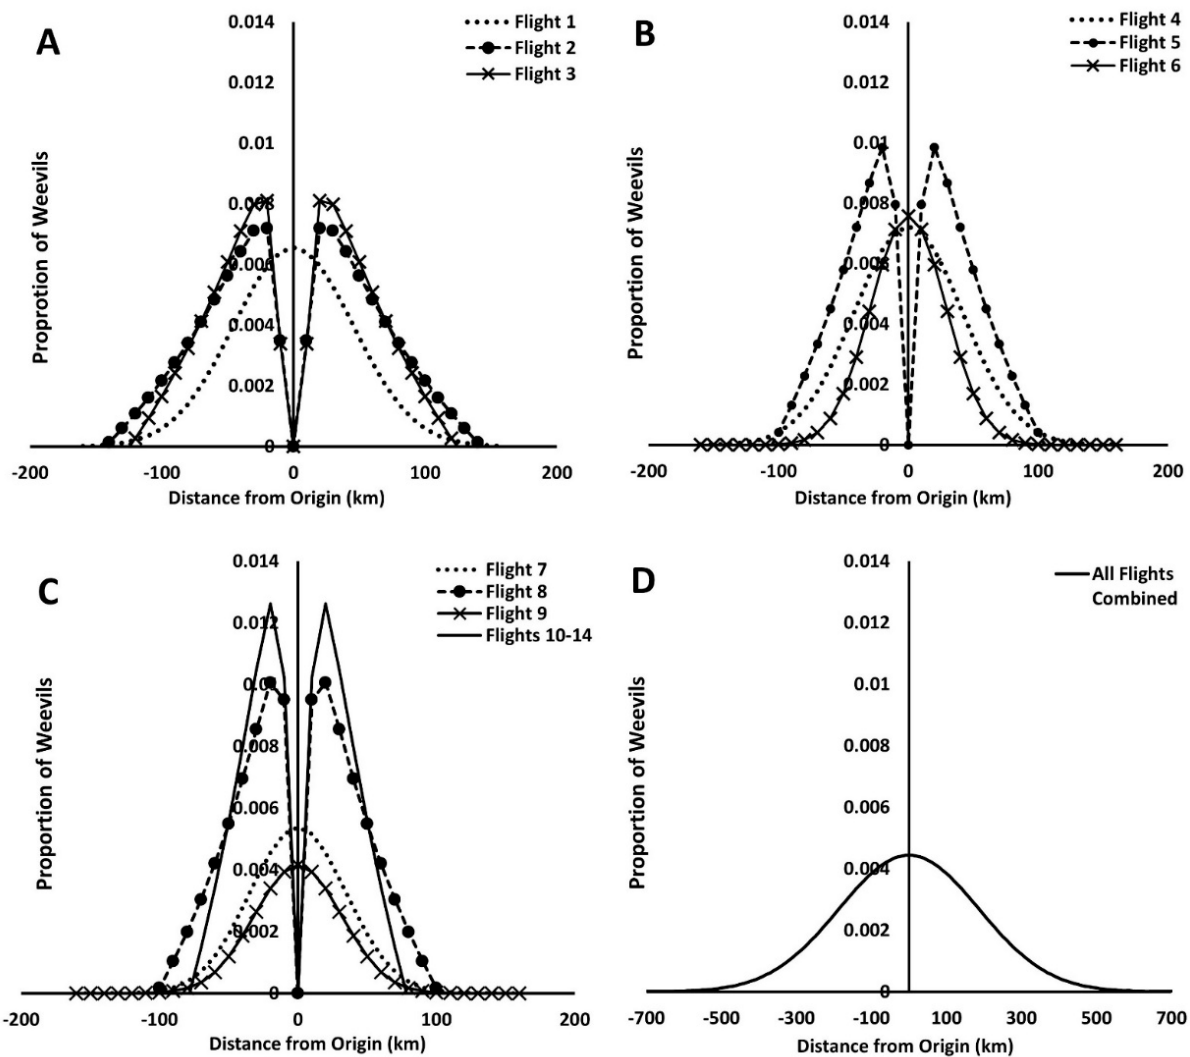 A
Flight 1
Flight 2
Flight 3
0.014
0.012
0.01
0.008
0.006
0.004
0.002
0
-200 -100 0 100 200
Distance from Origin (km)
Proprotion of Weevils
B
Flight 4
Flight 5
Flight 6
0.014
0.012
0.01
0.008
0.006
0.004
0.002
0
-200 -100 0 100 200
Distance from Origin (km)
Proportion of Weevils
C
Flight 7
Flight 8
Flight 9
Flights 10-14
0.014
0.012
0.0
0.008
0.006
0.004
0.002
0
-200 -100 0 100 200
Distance from Origin (km)
Proportion of Weevils
D
All Flights
Combined
0.014
0.012
0.01
0.008
0.006
0.004
0.002
0
-700 -500 -300 -100 100 300 500 700
Distance from Origin (km)
Proportion of Weevils